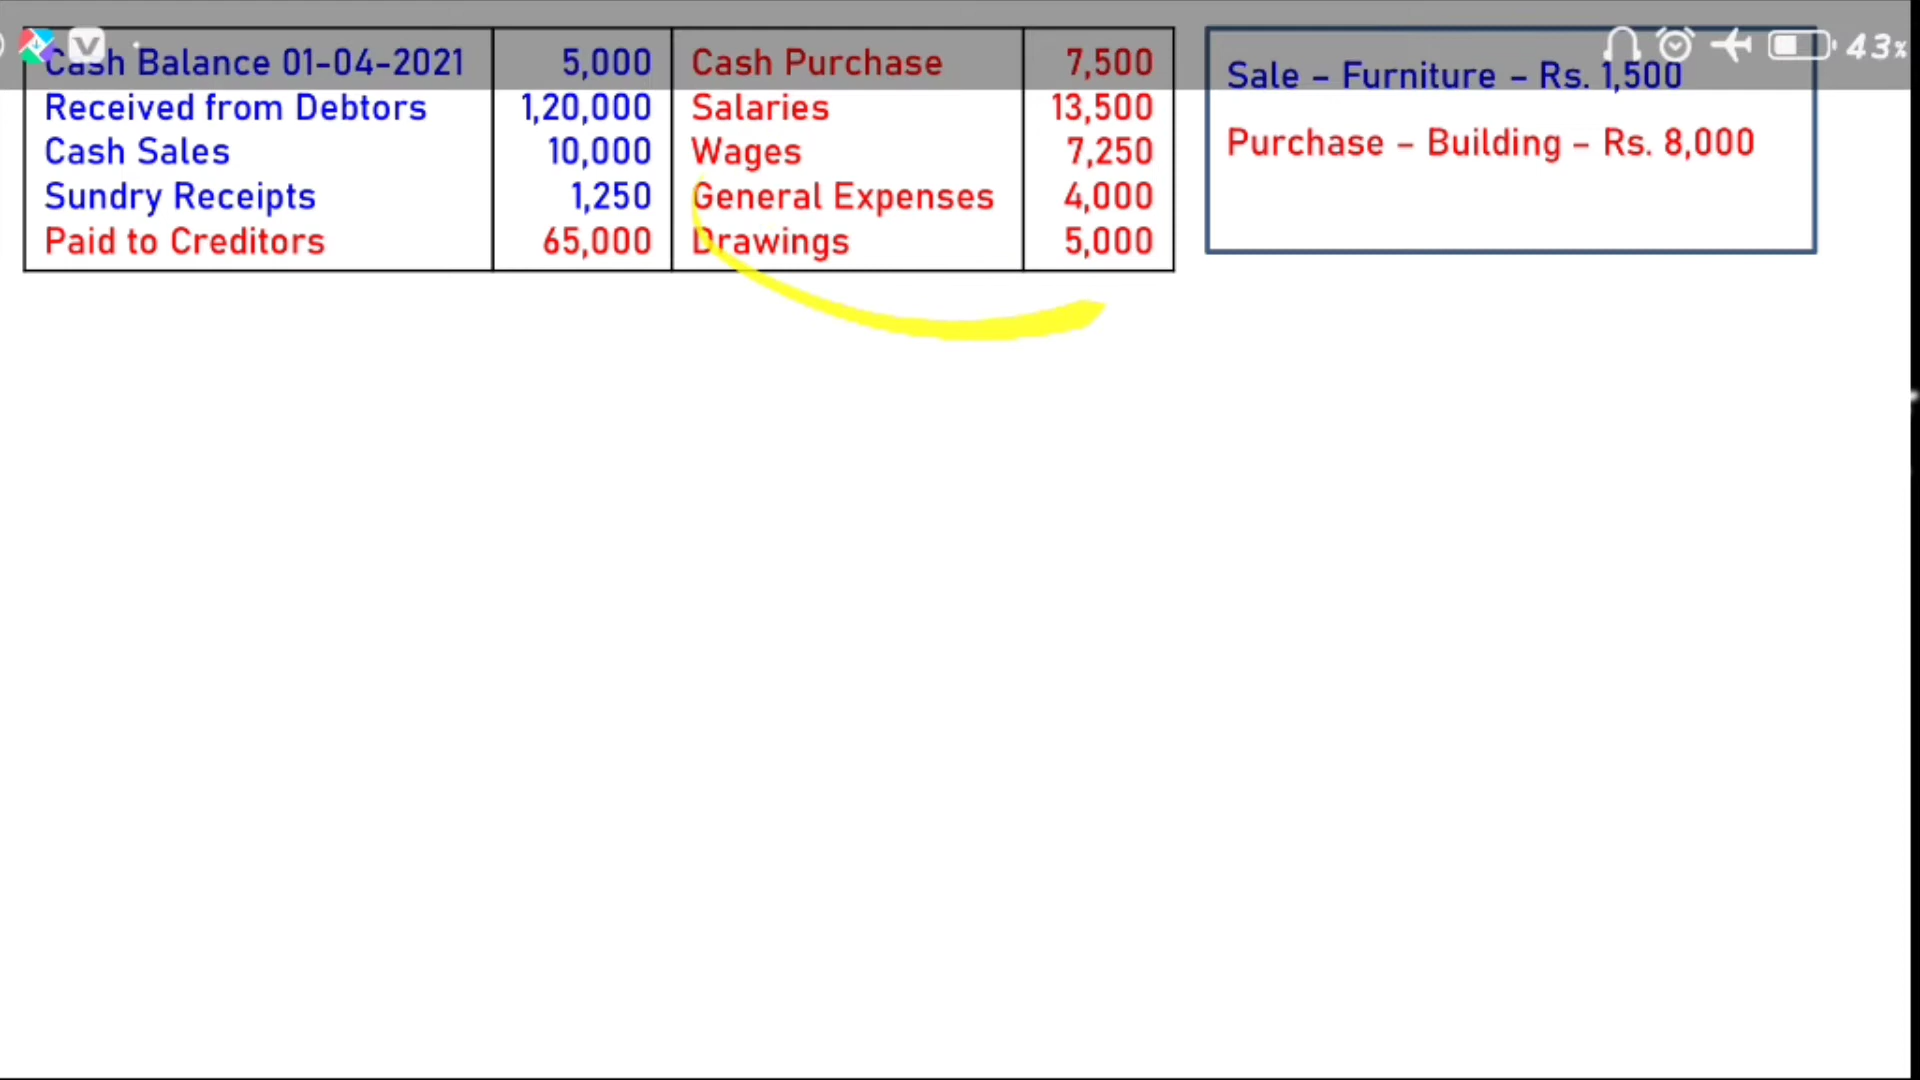 43%
Cash Balance 01-04-2021 5,000 Cash Purchase 7,500
Received from Debtors 1,20,000 Salaries 13,500
Cash Sales 10,000 Wages 7,250
Sundry Receipts 1,250 General Expenses 4,000
Paid to Creditors 65,000 Drawings 5,000
Sale – Furniture – Rs. 1,500
Purchase – Building – Rs. 8,000